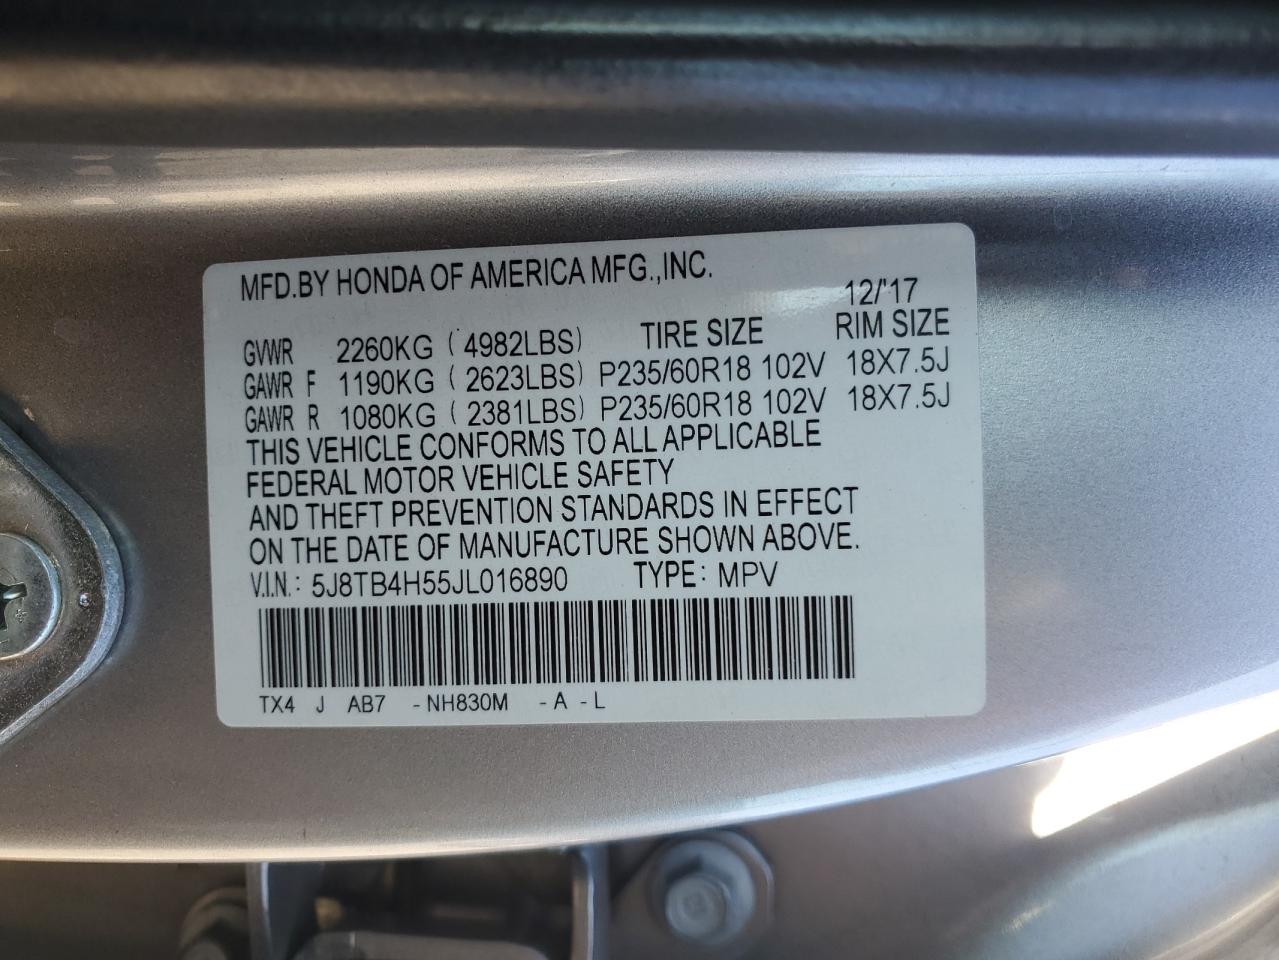 MFD.BY HONDA OF AMERICA MFG.,INC.
12/'17
GVWR 2260KG ( 4982LBS) TIRE SIZE RIM SIZE
GAWR F 1190KG ( 2623LBS) P235/60R18 102V 18X7.5J
GAWR R 1080KG ( 2381LBS) P235/60R18 102V 18X7.5J
THIS VEHICLE CONFORMS TO ALL APPLICABLE
FEDERAL MOTOR VEHICLE SAFETY
AND THEFT PREVENTION STANDARDS IN EFFECT
ON THE DATE OF MANUFACTURE SHOWN ABOVE.
V.I.N.: 5J8TB4H55JL016890 TYPE: MPV
TX4 J AB7 -NH830M -A -L